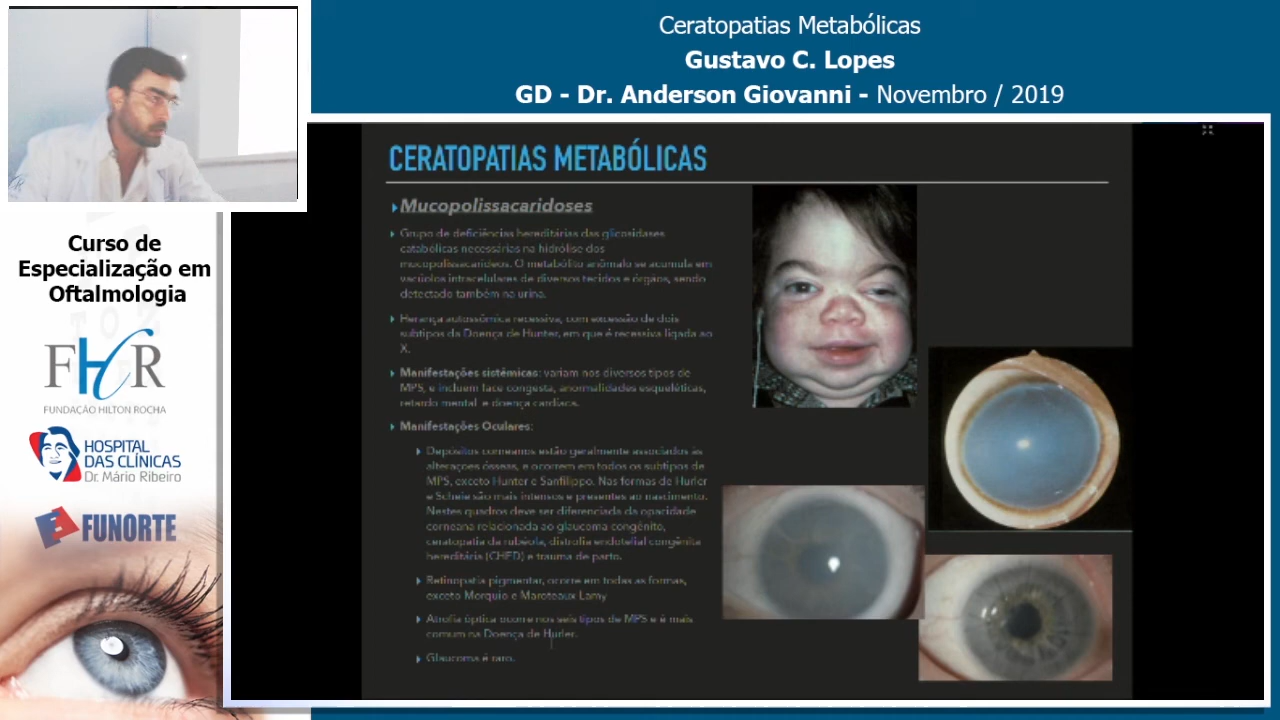 Ceratopatias Metabólicas
Gustavo C. Lopes
GD - Dr. Anderson Giovanni - Novembro / 2019
Curso de
Especialização em
Oftalmologia
FHR
FUNDAÇÃO HILTON ROCHA
HOSPITAL
DAS CLÍNICAS
Dr. Mário Ribeiro
FUNORTE
CERATOPATIAS METABÓLICAS
Mucopolissacaridoses
Grupo de deficiências hereditárias das glicosidases
catabólicas necessárias na hidrólise dos
mucopolissacarídeos. O metabólito anômalo se acumula em
vacúolos intracelulares de diversos tecidos e órgãos, sendo
detectado também na urina.
Herança autossômica recessiva, com excessão de dois
subtipos da Doença de Hunter, em que é recessiva ligada ao
X.
Manifestações sistêmicas: variam nos diversos tipos de
MPS, e incluem face congesta, anormalidades esqueléticas,
retardo mental e doença cardíaca.
Manifestações Oculares:
Depósitos corneanos estão geralmente associados às
alterações ósseas, e ocorrem em todos os subtipos de
MPS, exceto Hunter e Sanfilippo. Nas formas de Hurler
e Scheie são mais intensos e presentes ao nascimento.
Nestes quadros deve ser diferenciada da opacidade
corneana relacionada ao glaucoma congênito,
ceratopatia da rubéola, distrofia endotelial congênita
hereditária (CHED) e trauma de parto.
Retinopatia pigmentar, ocorre em todas as formas,
exceto Morquio e Maroteaux Lamy
Atrofia óptica ocorre nos seis tipos de MPS e é mais
comum na Doença de Hurler.
Glaucoma é raro.